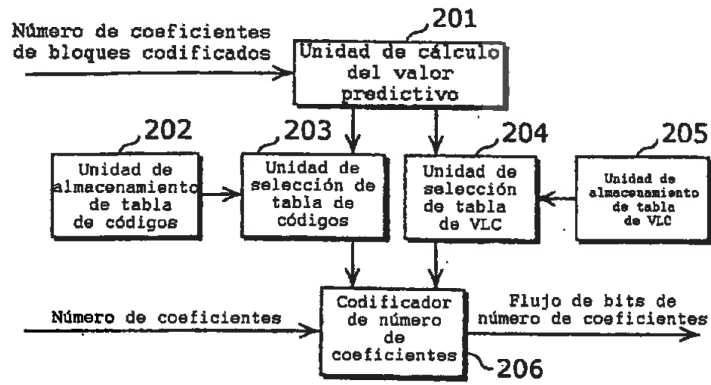 Número de coeficientes
de bloques codificados
201
Unidad de cálculo
del valor
predictivo
202
Unidad de
almacenamiento
de tabla
de códigos
203
Unidad de
selección de
tabla de
códigos
204
Unidad de
selección
de tabla
de VLC
205
Unidad de
almacenamiento
de tabla
de VLC
Número de coeficientes
Codificador
de número
de
coeficientes
206
Flujo de bits de
número de coeficientes